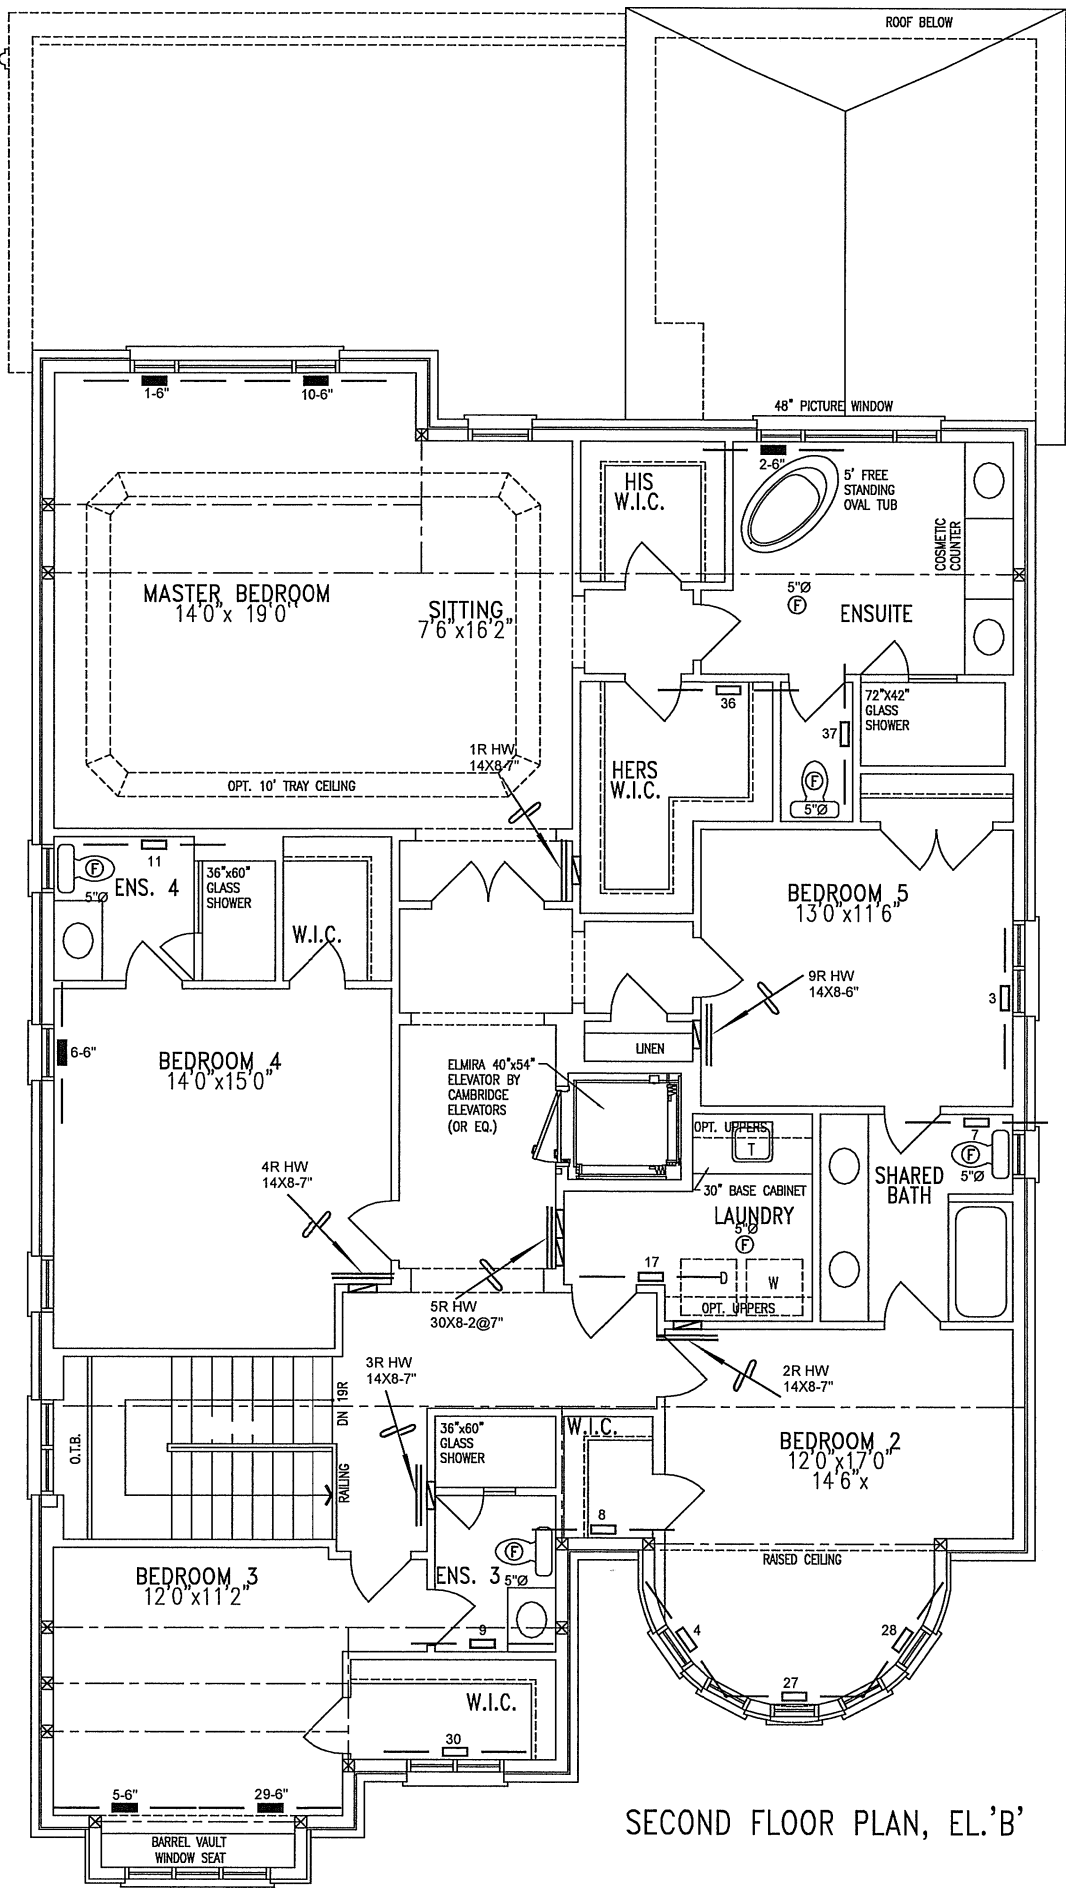 ROOF BELOW
1-6"
10-6"
48" PICTURE WINDOW
2-6"
5' FREE
STANDING
OVAL TUB
HIS
W.I.C.
COSMETIC
COUNTER
MASTER BEDROOM
14'0"x 19'0"
SITTING
7'6"x16'2"
5"Ø
F
ENSUITE
36
72"X42"
GLASS
SHOWER
37
1R HW
14X8-7"
HERS
W.I.C.
F
5"Ø
OPT. 10' TRAY CEILING
11
F
5"Ø
ENS. 4
36"x60"
GLASS
SHOWER
W.I.C.
BEDROOM 5
13'0"x11'6"
9R HW
14X8-6"
3
6-6"
BEDROOM 4
14'0"x15'0"
LINEN
ELMIRA 40"x54"
ELEVATOR BY
CAMBRIDGE
ELEVATORS
(OR EQ.)
OPT. UPPERS
T
7
F
5"Ø
SHARED
BATH
4R HW
14X8-7"
30" BASE CABINET
LAUNDRY
5"Ø
F
17
D
W
OPT. UPPERS
5R HW
30X8-2@7"
3R HW
14X8-7"
2R HW
14X8-7"
DN 19R
O.T.B.
RAILING
36"x60"
GLASS
SHOWER
W.I.C.
BEDROOM 2
12'0"x17'0"
14'6"x
8
RAISED CEILING
F
5"Ø
ENS. 3
BEDROOM 3
12'0"x11'2"
9
4
28
27
W.I.C.
30
5-6"
29-6"
BARREL VAULT
WINDOW SEAT
SECOND FLOOR PLAN, EL.'B'